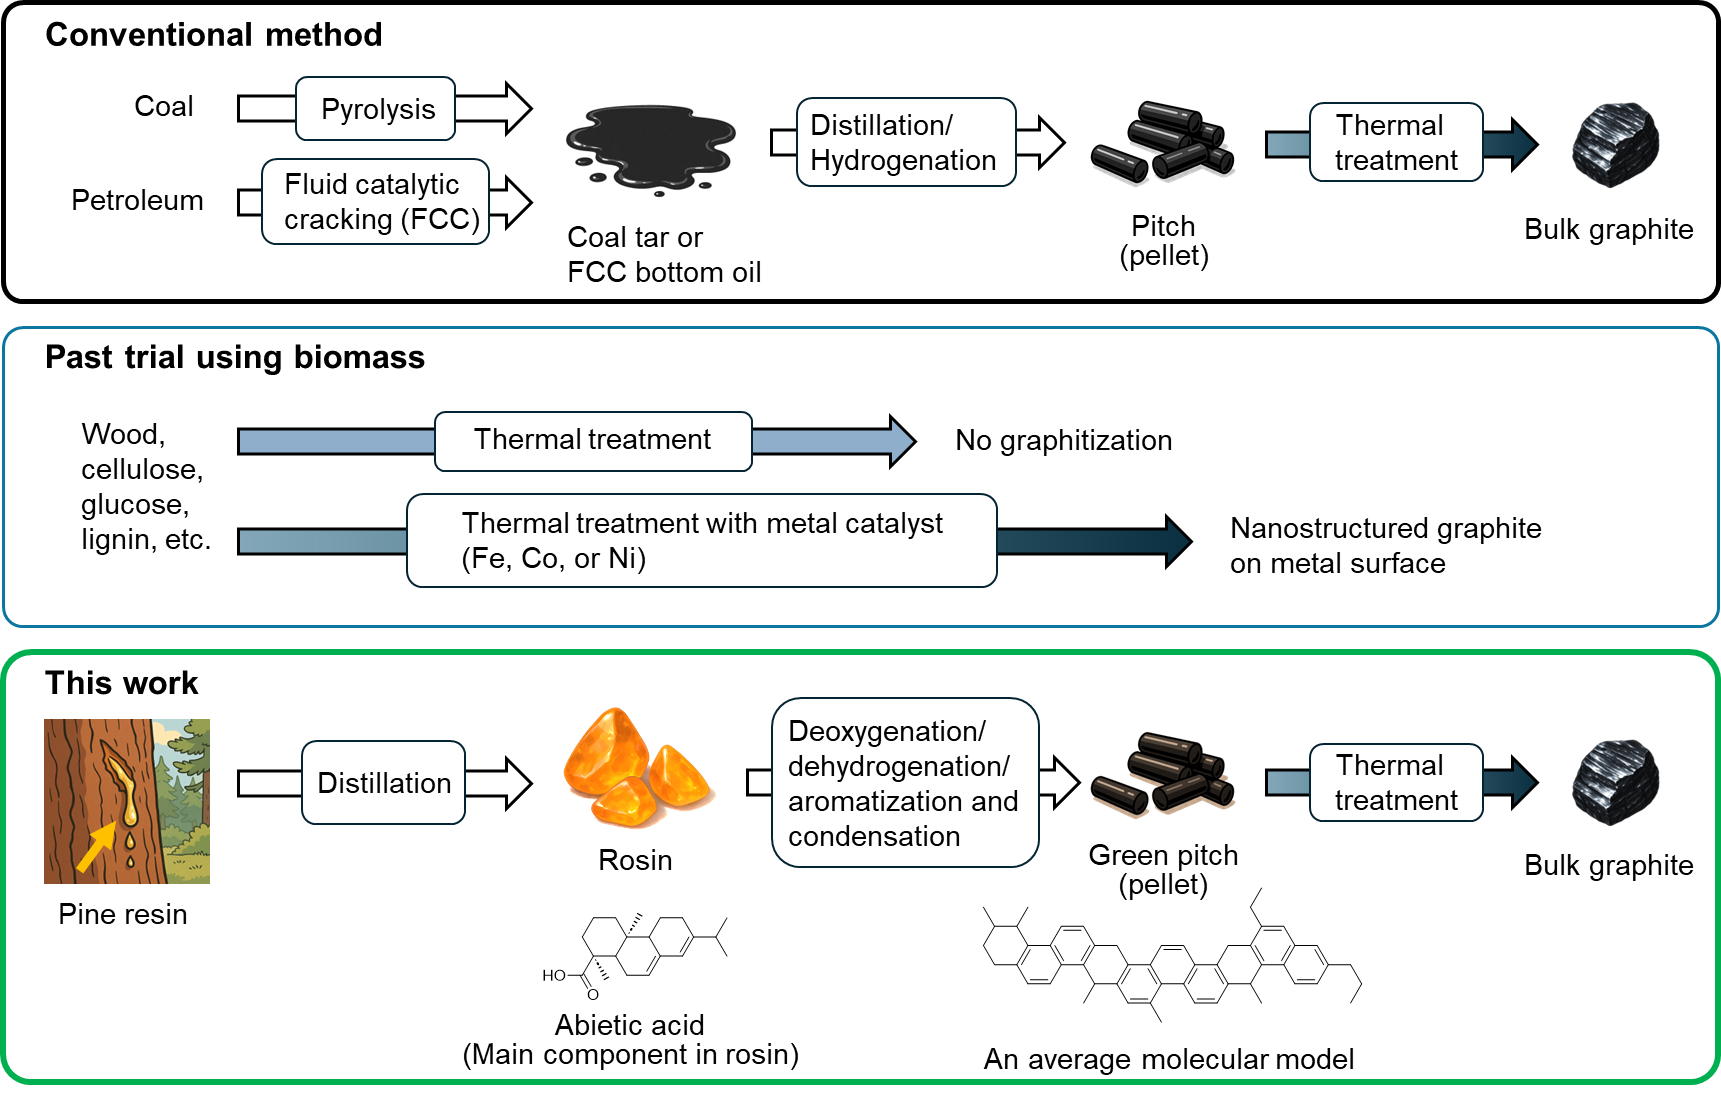 Conventional method
Coal
Pyrolysis
Petroleum
Fluid catalytic
cracking (FCC)
Coal tar or
FCC bottom oil
Distillation/
Hydrogenation
Pitch
(pellet)
Thermal
treatment
Bulk graphite
Past trial using biomass
Wood,
cellulose,
glucose,
lignin, etc.
Thermal treatment
No graphitization
Thermal treatment with metal catalyst
(Fe, Co, or Ni)
Nanostructured graphite
on metal surface
This work
Pine resin
Distillation
Rosin
Deoxygenation/
dehydrogenation/
aromatization and
condensation
Green pitch
(pellet)
Thermal
treatment
Bulk graphite
HO
O
Abietic acid
(Main component in rosin)
An average molecular model